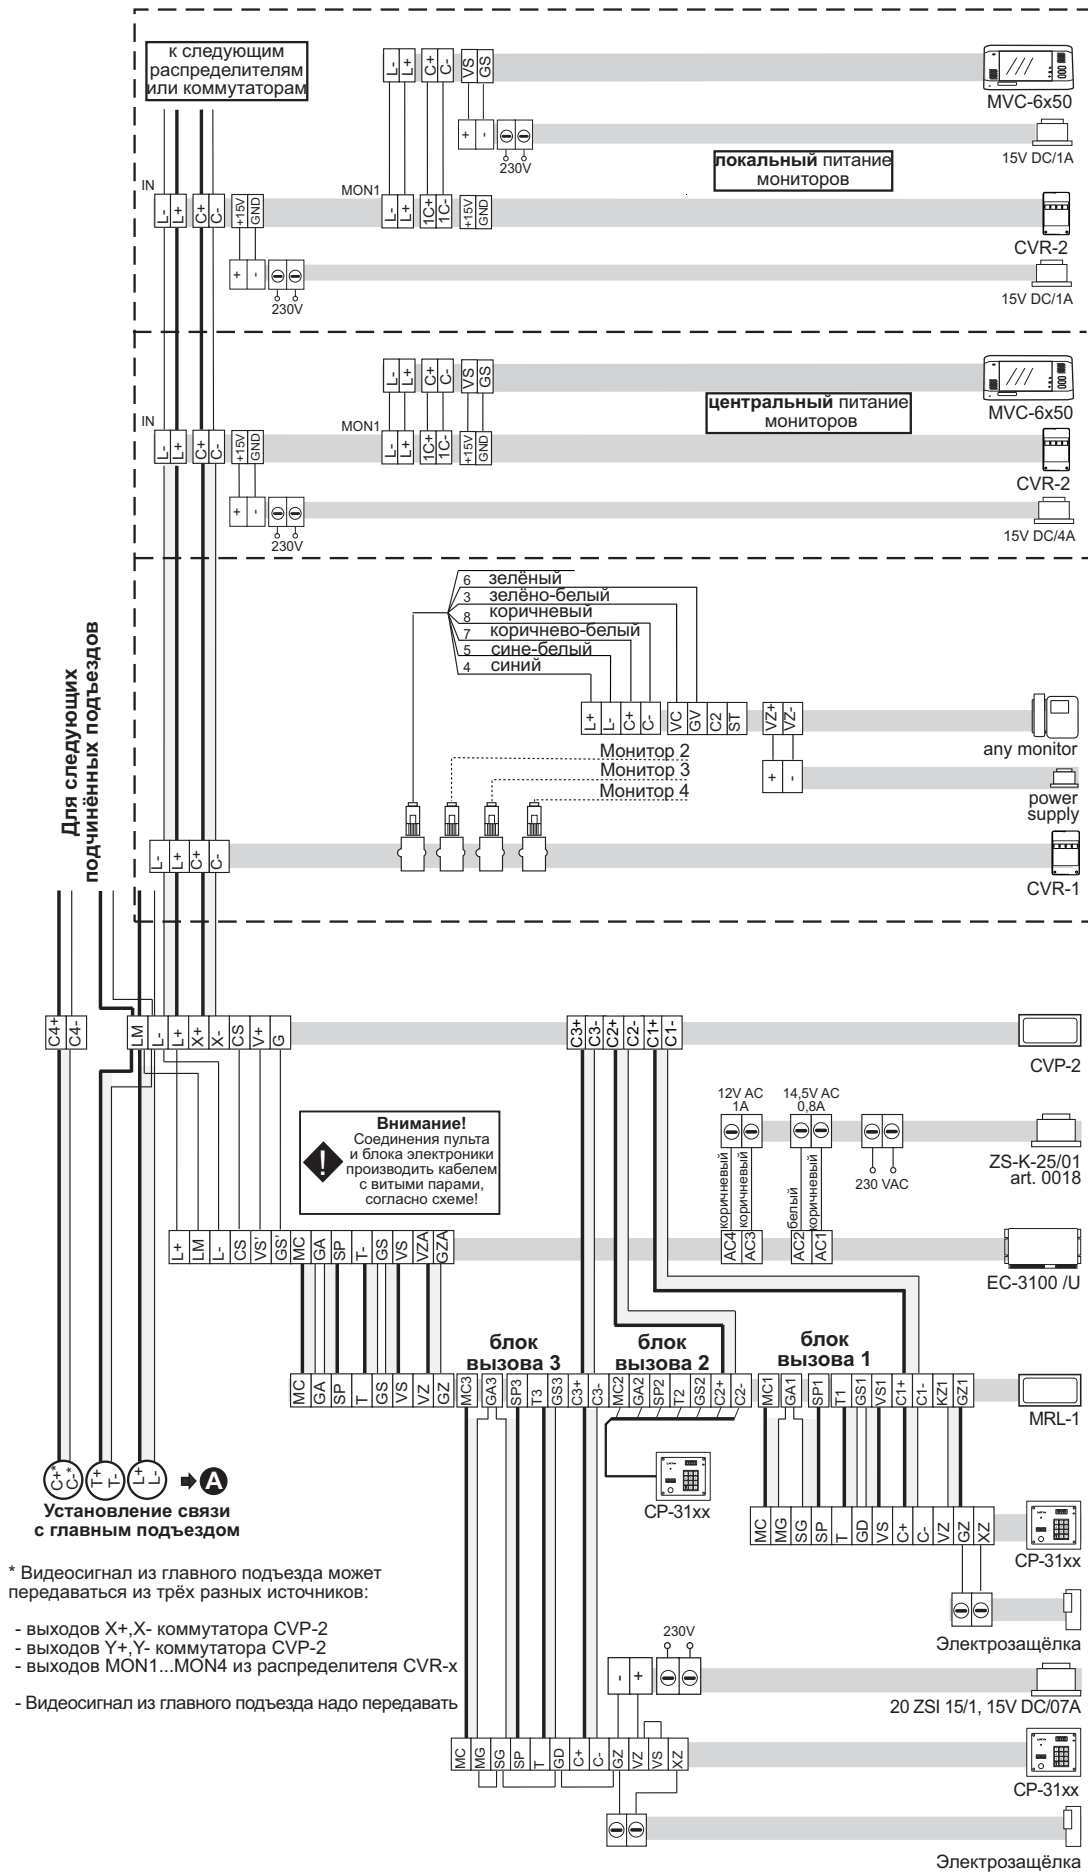 к следующим
распределителям
или коммутаторам
L- L+ C+ C- VS GS
MVC-6x50
+ -
230V
15V DC/1A
локальный питание
мониторов
IN
L- L+ C+ C- +15V GND
MON1
L- L+ 1C+ 1C- +15V GND
CVR-2
+ -
230V
15V DC/1A
L- L+ C+ C- VS GS
MVC-6x50
центральный питание
мониторов
IN
L- L+ C+ C- +15V GND
MON1
L- L+ 1C+ 1C- +15V GND
CVR-2
+ -
230V
15V DC/4A
6 зелёный
3 зелёно-белый
8 коричневый
7 коричнево-белый
5 сине-белый
4 синий
L+ L- C+ C- VC GV C2 ST VZ+ VZ-
any monitor
+ -
power
supply
Монитор 2
Монитор 3
Монитор 4
L- L+ C+ C-
CVR-1
Для следующих
подчинённых подъездов
C4+ C4- LM L- L+ X+ X- CS V+ G
C3+ C3- C2+ C2- C1+ C1-
CVP-2
12V AC
1A
14,5V AC
0,8A
230 VAC
ZS-K-25/01
art. 0018
Внимание!
Соединения пульта
и блока электроники
производить кабелем
с витыми парами,
согласно схеме!
коричневый
коричневый
белый
коричневый
L+ LM L- CS VS' GS' MC GA SP T- GS VS VZA GZA
AC4 AC3 AC2 AC1
EC-3100 /U
блок
вызова 3
блок
вызова 2
блок
вызова 1
MC GA SP T GS VS VZ GZ MC3 GA3 SP3 T3 GS3 C3+ C3- MC2 GA2 SP2 T2 GS2 C2+ C2- MC1 GA1 SP1 T1 GS1 VS1 C1+ C1- KZ1 GZ1
MRL-1
C+* C-* T+ T- L+ L- A
Установление связи
с главным подъездом
CP-31xx
MC MG SG SP T GD VS C+ C- VZ GZ XZ
CP-31xx
Электрозащёлка
* Видеосигнал из главного подъезда может
передаваться из трёх разных источников:
- выходов X+,X- коммутатора CVP-2
- выходов Y+,Y- коммутатора CVP-2
- выходов MON1...MON4 из распределителя CVR-x
- Видеосигнал из главного подъезда надо передавать
230V
- +
20 ZSI 15/1, 15V DC/07A
MC MG SG SP T GD C+ C- GZ VZ VS XZ
CP-31xx
Электрозащёлка